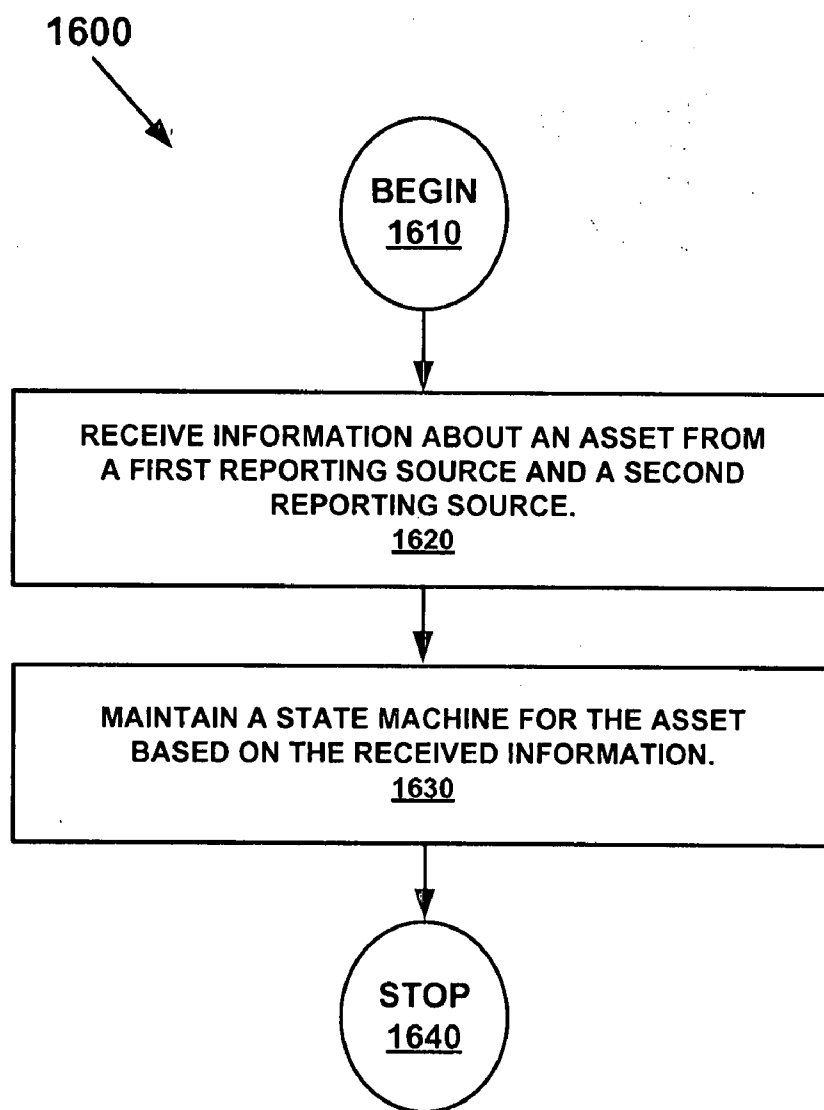 1600
BEGIN
1610
RECEIVE INFORMATION ABOUT AN ASSET FROM
A FIRST REPORTING SOURCE AND A SECOND
REPORTING SOURCE.
1620
MAINTAIN A STATE MACHINE FOR THE ASSET
BASED ON THE RECEIVED INFORMATION.
1630
STOP
1640